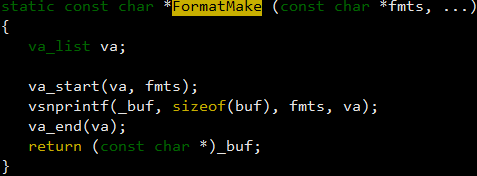 static const char *FormatMake (const char *fmts, ...)
{
va_list va;
va_start(va, fmts);
vsnprintf(_buf, sizeof(buf), fmts, va);
va_end(va);
return (const char *)_buf;
}